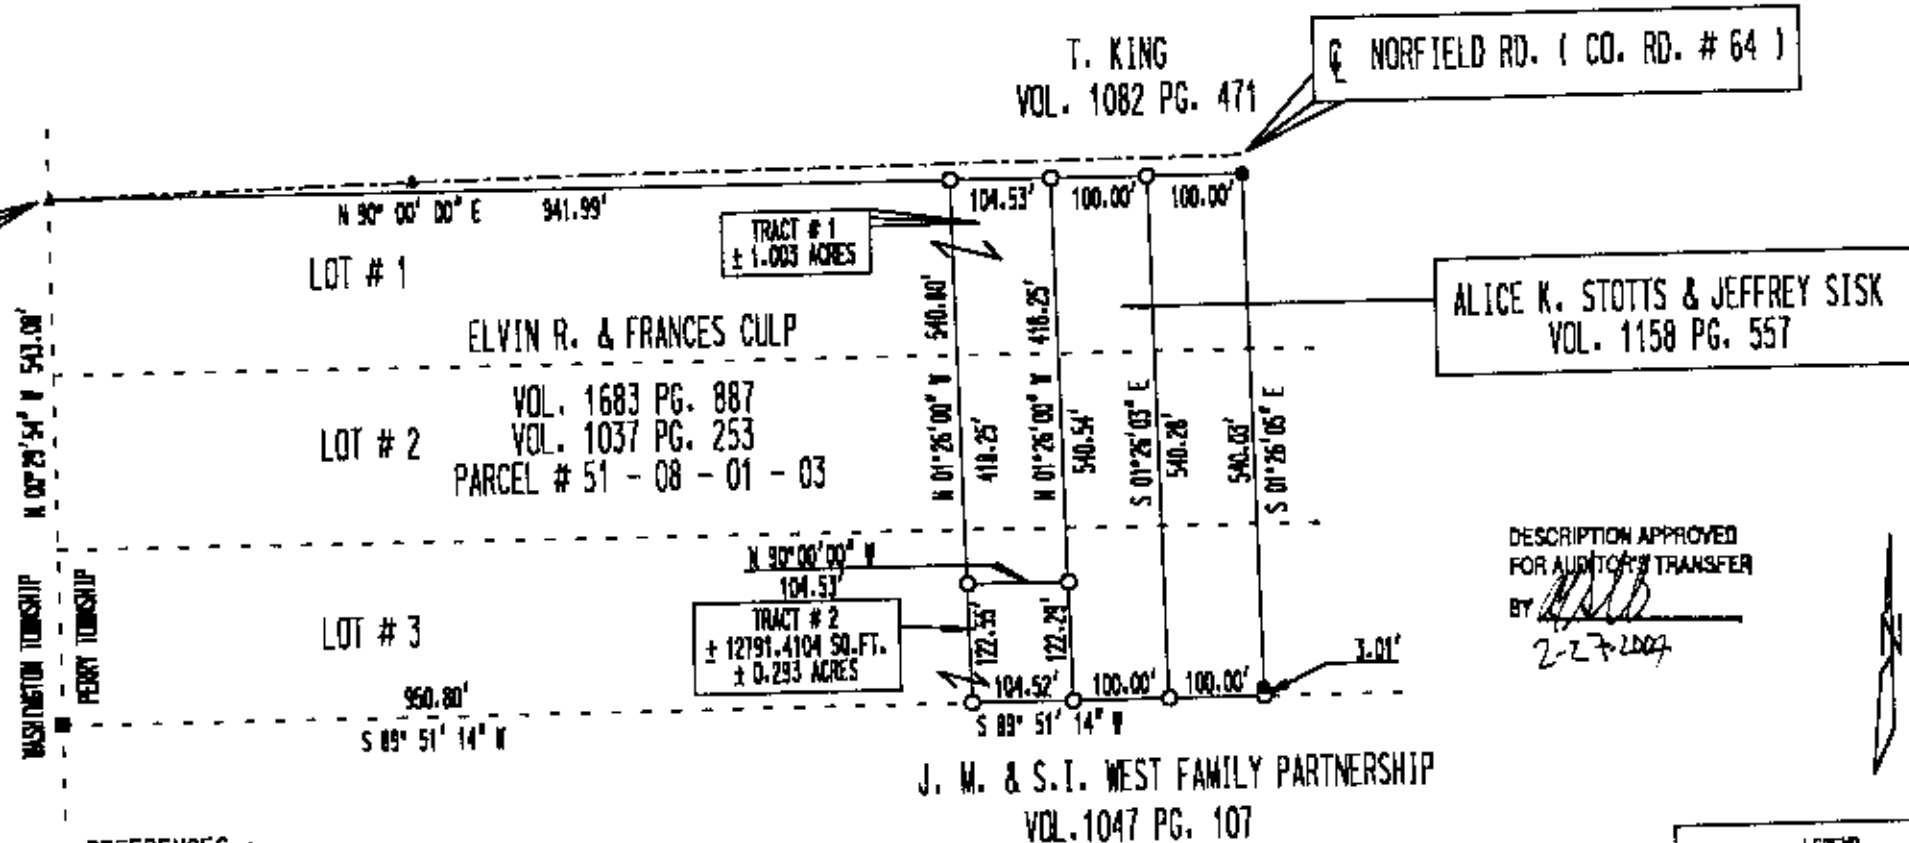 T. KING
VOL. 1082 PG. 471
℄ NORFIELD RD. ( CO. RD. # 64 )
N 90° 00' 00" E 941.99'
104.53'
100.00'
100.00'
TRACT # 1
± 1.003 ACRES
LOT # 1
ELVIN R. & FRANCES CULP
ALICE K. STOTTS & JEFFREY SISK
VOL. 1158 PG. 557
N 00°29'54" W 543.08'
VOL. 1683 PG. 887
VOL. 1037 PG. 253
PARCEL # 51 - 08 - 01 - 03
LOT # 2
N 01°26'00" W
540.80'
418.25'
N 01°26'00" W
418.25'
540.54'
S 01°26'03" E
540.28'
S 01°26'05" E
540.03'
DESCRIPTION APPROVED
FOR AUDITOR'S TRANSFER
BY
2-27-2007
N 90°00'00" W
104.53'
WASHINGTON TOWNSHIP
PERRY TOWNSHIP
LOT # 3
TRACT # 2
± 12791.4104 SQ.FT.
± 0.293 ACRES
122.55'
122.29'
3.01'
950.80'
S 89° 51' 14" W
104.52'
100.00'
100.00'
S 89° 51' 14" W
J. M. & S.I. WEST FAMILY PARTNERSHIP
VOL.1047 PG. 107
N